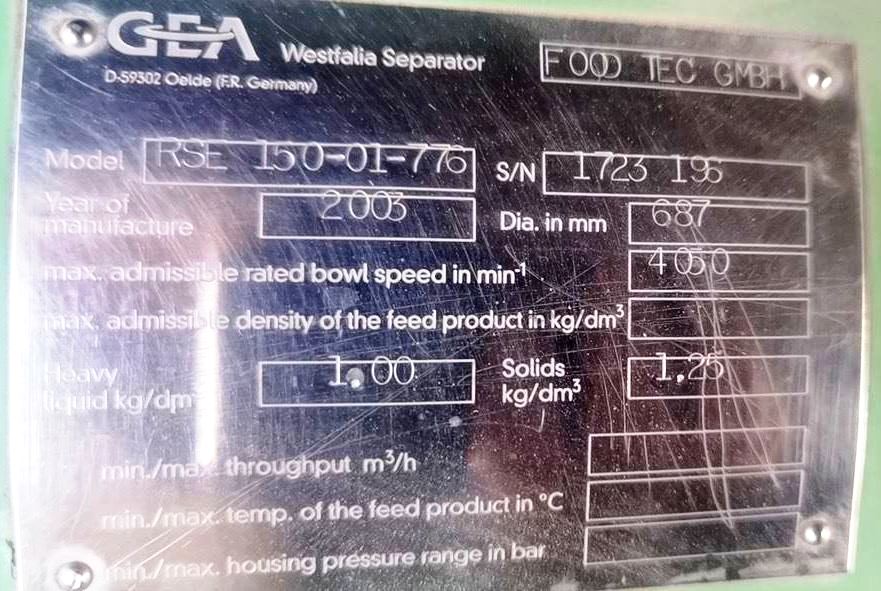 GEA Westfalia Separator FOOD TEC GMBH
D-59302 Oelde (F.R. Germany)
Model RSE 150-01-776 S/N 1723 196
Year of manufacture 2003 Dia. in mm 687
max. admissible rated bowl speed in min⁻¹ 4050
max. admissible density of the feed product in kg/dm³
Heavy liquid kg/dm³ 1.00 Solids kg/dm³ 1,25
min./max. throughput m³/h
min./max. temp. of the feed product in °C
min./max. housing pressure range in bar